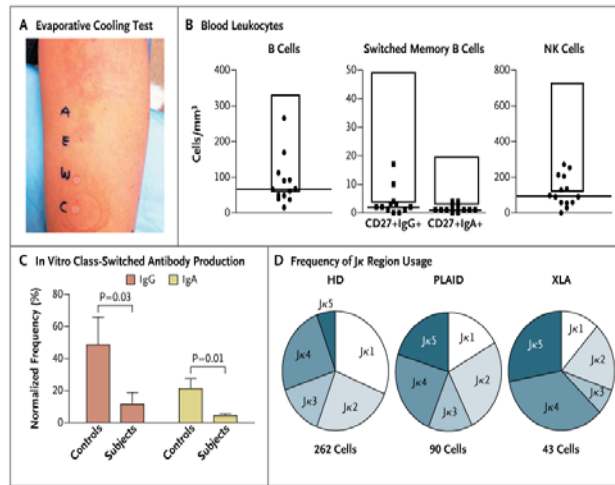 A Evaporative Cooling Test
A
E
W
C
B Blood Leukocytes
B Cells
Switched Memory B Cells
NK Cells
Cells/mm³
400
300
200
100
0
50
40
30
20
10
0
CD27+IgG+
CD27+IgA+
800
600
400
200
0
C In Vitro Class-Switched Antibody Production
IgG
IgA
Normalized Frequency (%)
80
60
40
20
0
P=0.03
P=0.01
Controls
Subjects
Controls
Subjects
D Frequency of Jκ Region Usage
HD
Jκ5
Jκ1
Jκ4
Jκ3
Jκ2
262 Cells
PLAID
Jκ5
Jκ1
Jκ4
Jκ2
Jκ3
90 Cells
XLA
Jκ1
Jκ5
Jκ2
Jκ3
Jκ4
43 Cells